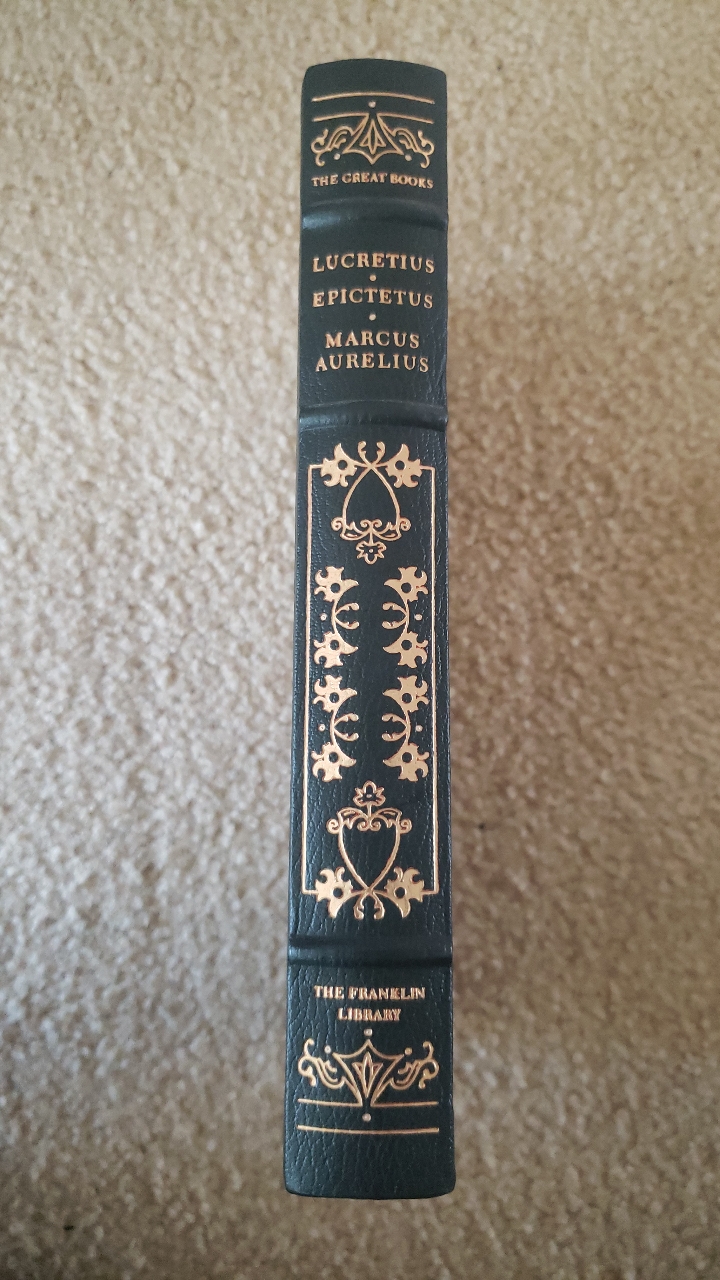 THE GREAT BOOKS
LUCRETIUS
•
EPICTETUS
•
MARCUS
AURELIUS
THE FRANKLIN
LIBRARY